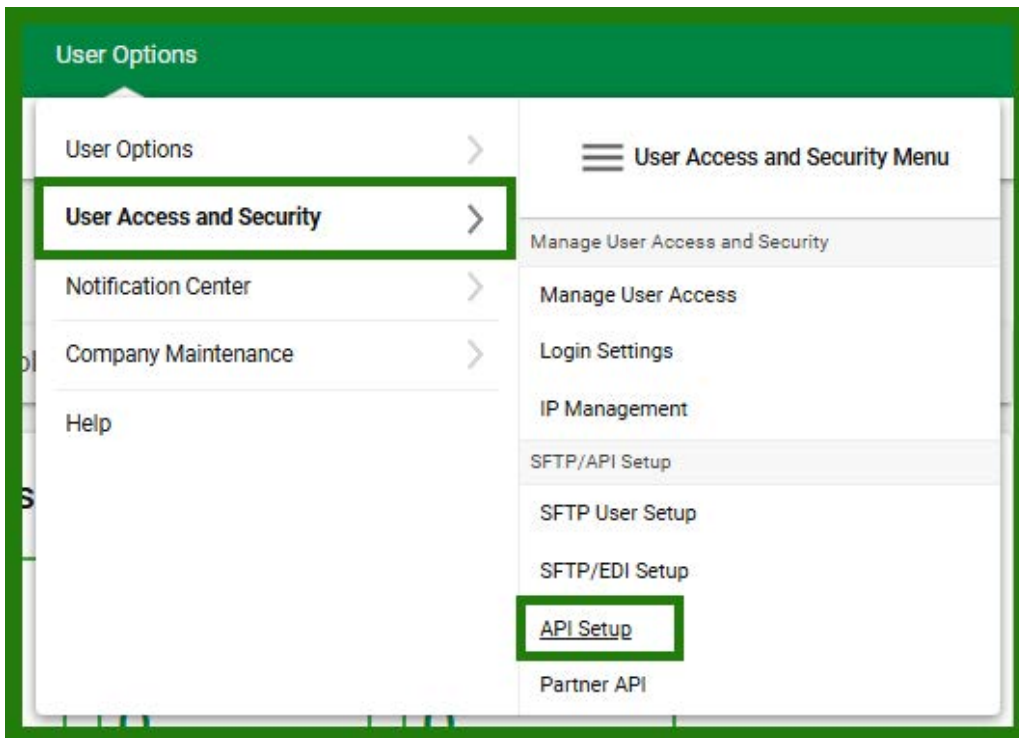 User Options
User Options
User Access and Security
Notification Center
Company Maintenance
Help
User Access and Security Menu
Manage User Access and Security
Manage User Access
Login Settings
IP Management
SFTP/API Setup
SFTP User Setup
SFTP/EDI Setup
API Setup
Partner API